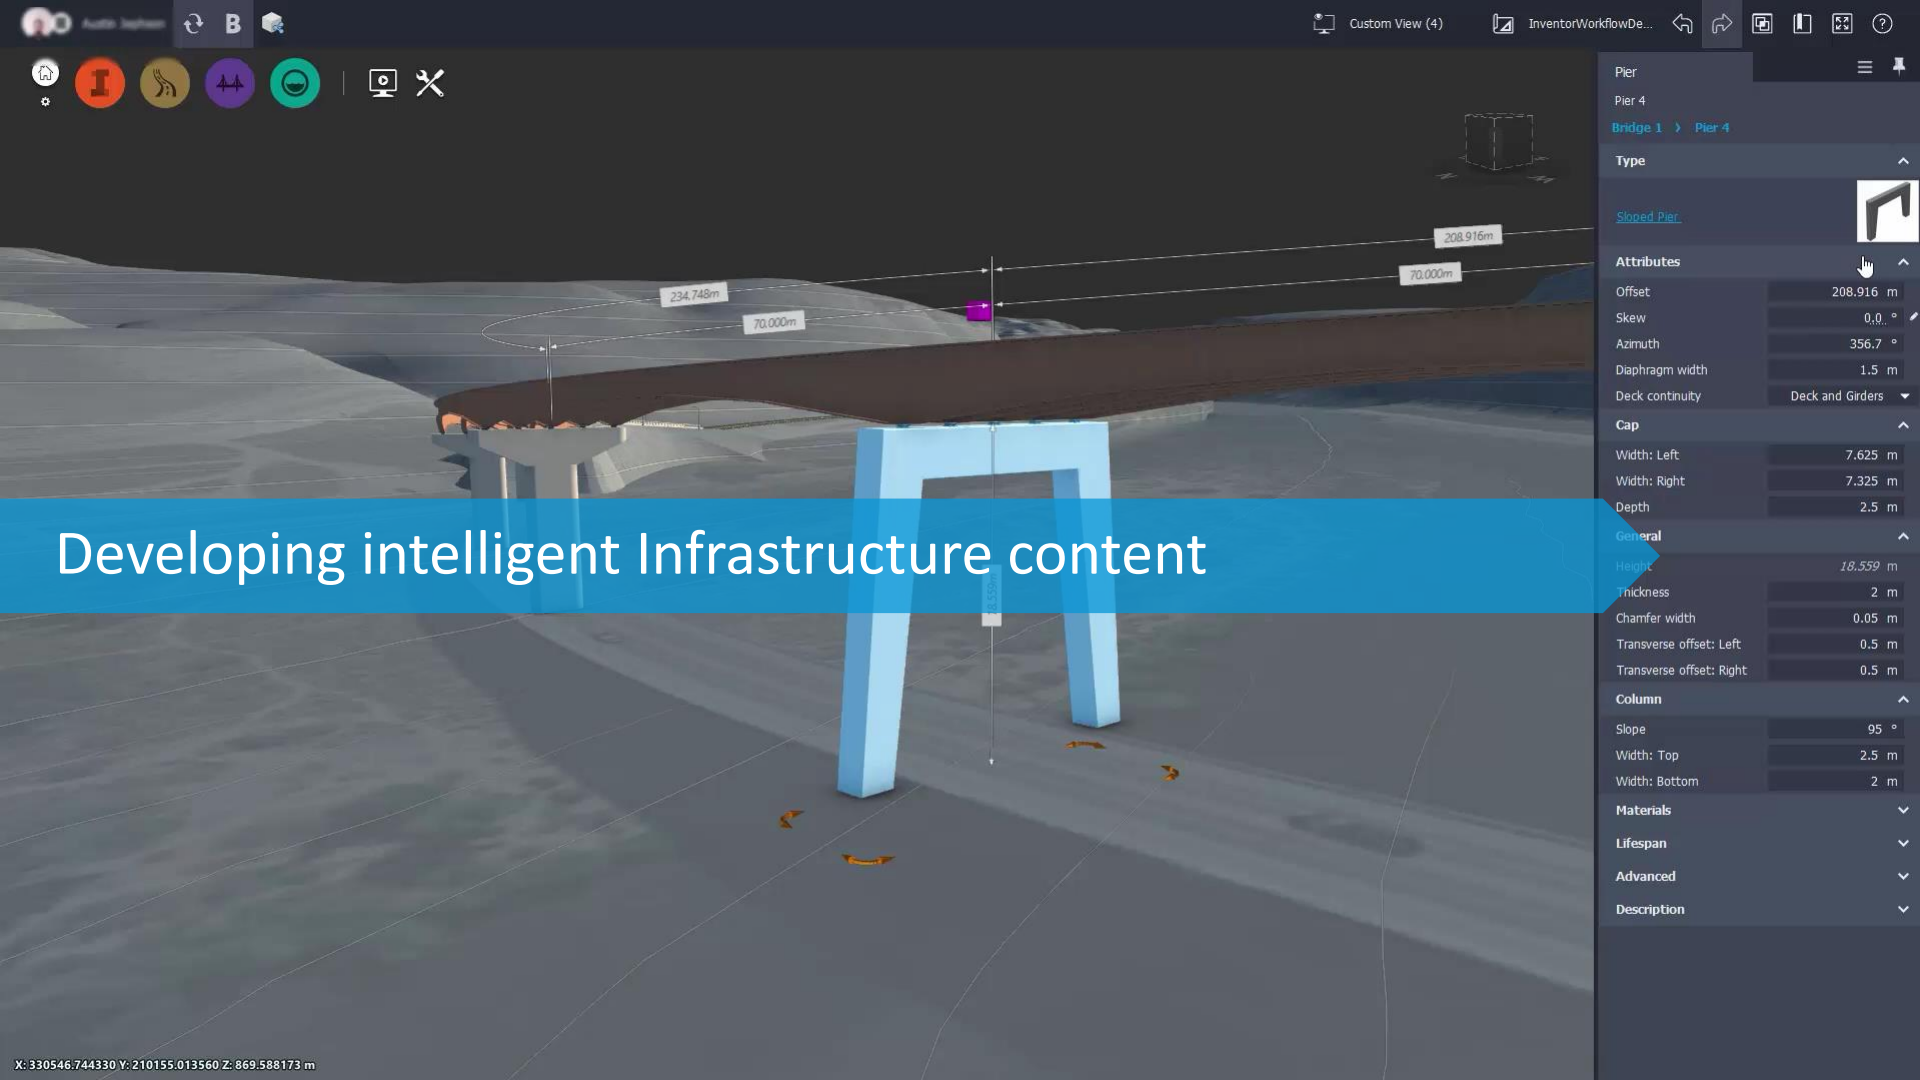 B
Custom View (4)
InventorWorkflowDe...
Pier
Pier 4
Bridge 1 Pier 4
Type
Sloped Pier
Attributes
Offset 208.916 m
Skew 0.0 °
Azimuth 356.7 °
Diaphragm width 1.5 m
Deck continuity Deck and Girders
Cap
Width: Left 7.625 m
Width: Right 7.325 m
Depth 2.5 m
General
Height 18.559 m
Thickness 2 m
Chamfer width 0.05 m
Transverse offset: Left 0.5 m
Transverse offset: Right 0.5 m
Column
Slope 95 °
Width: Top 2.5 m
Width: Bottom 2 m
Materials
Lifespan
Advanced
Description
208.916m
70.000m
234.748m
70.000m
Developing intelligent Infrastructure content
18.559m
X: 330546.744330 Y: 210155.013560 Z: 869.588173 m